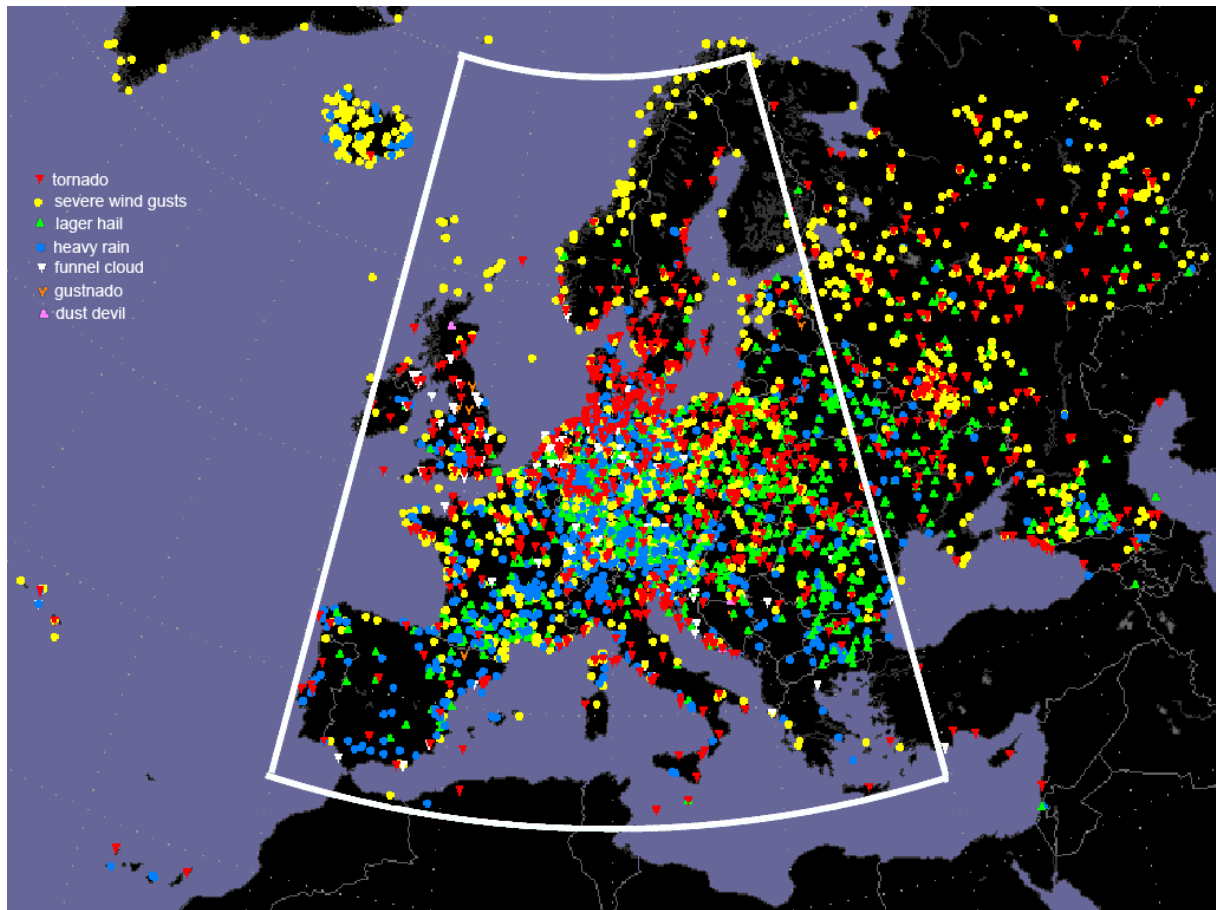 tornado
severe wind gusts
lager hail
heavy rain
funnel cloud
gustnado
dust devil